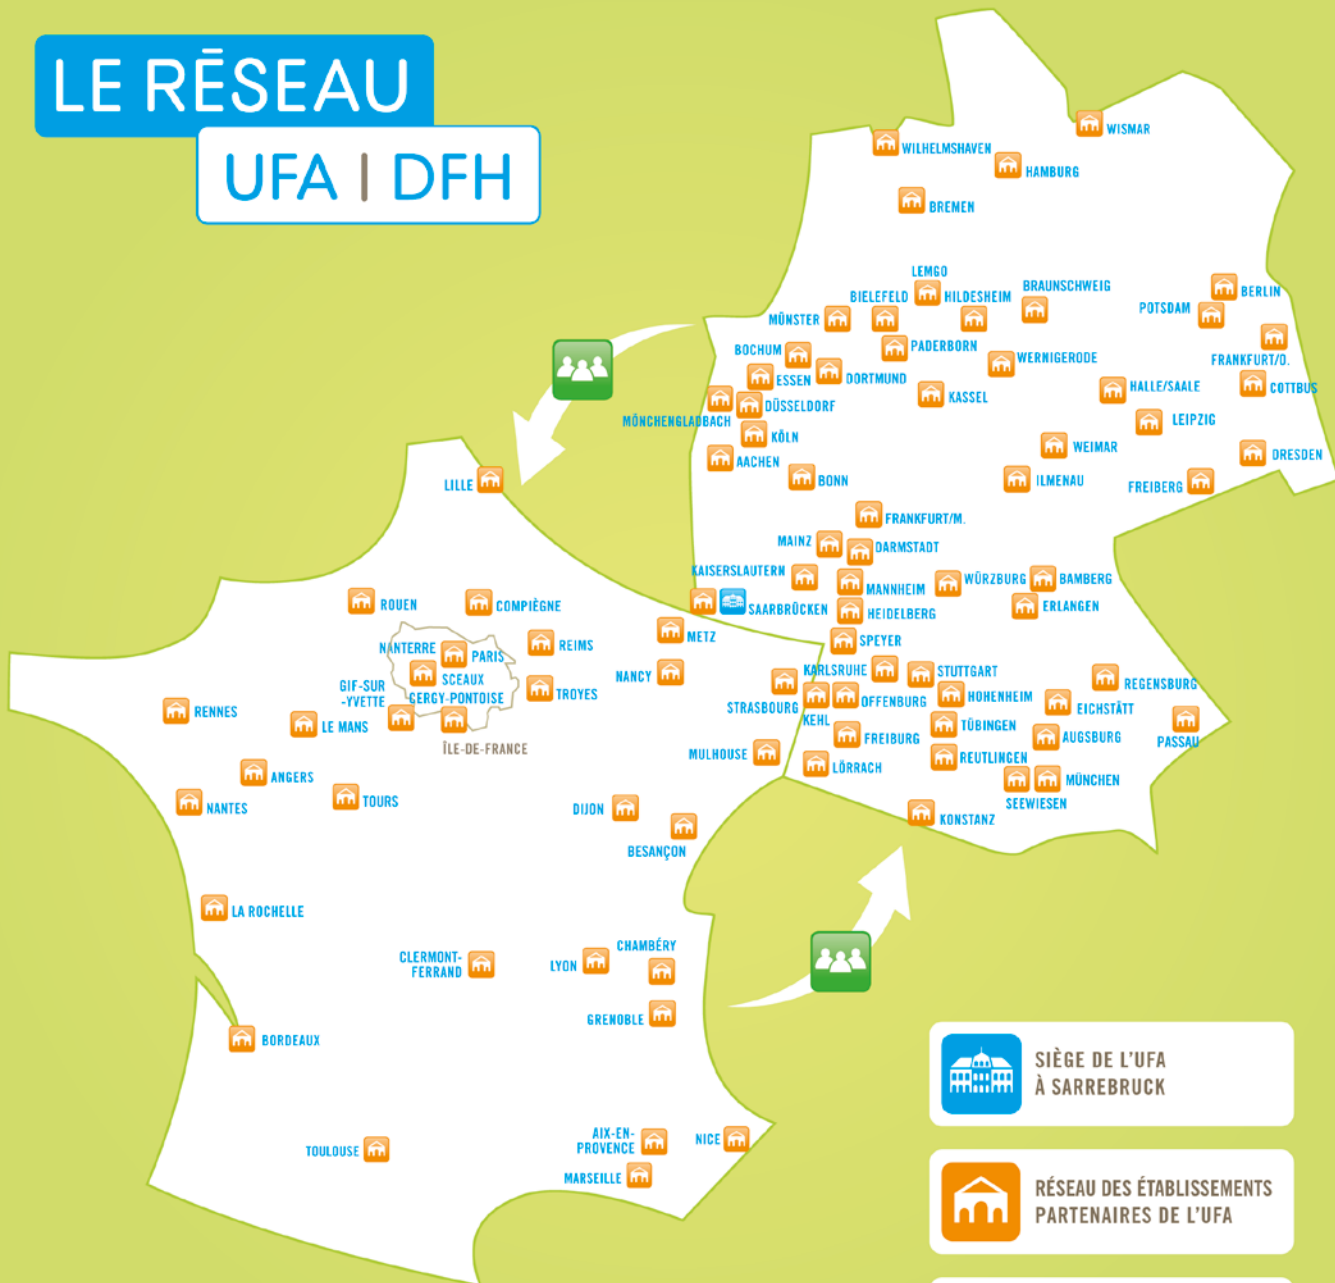 LE RÉSEAU
UFA | DFH
WISMAR
WILHELMSHAVEN
HAMBURG
BREMEN
LEMGO
BIELEFELD
HILDESHEIM
BRAUNSCHWEIG
BERLIN
POTSDAM
MÜNSTER
FRANKFURT/O.
BOCHUM
PADERBORN
WERNIGERODE
ESSEN
DORTMUND
KASSEL
HALLE/SAALE
COTTBUS
MÖNCHENGLADBACH
DÜSSELDORF
LEIPZIG
KÖLN
WEIMAR
DRESDEN
AACHEN
BONN
ILMENAU
FREIBERG
LILLE
FRANKFURT/M.
MAINZ
DARMSTADT
KAISERSLAUTERN
MANNHEIM
WÜRZBURG
BAMBERG
SAARBRÜCKEN
HEIDELBERG
ERLANGEN
ROUEN
COMPIÈGNE
METZ
SPEYER
REIMS
NANTERRE
PARIS
SCEAUX
NANCY
KARLSRUHE
STUTTGART
REGENSBURG
GIF-SUR
-YVETTE
CERGY-PONTOISE
TROYES
STRASBOURG
KEHL
OFFENBURG
HOHENHEIM
EICHSTÄTT
RENNES
LE MANS
ÎLE-DE-FRANCE
TÜBINGEN
AUGSBURG
PASSAU
FREIBURG
MULHOUSE
LÖRRACH
REUTLINGEN
ANGERS
TOURS
NANTES
MÜNCHEN
SEEWIESEN
DIJON
KONSTANZ
BESANÇON
LA ROCHELLE
CLERMONT-
FERRAND
LYON
CHAMBÉRY
GRENOBLE
BORDEAUX
TOULOUSE
AIX-EN-
PROVENCE
NICE
MARSEILLE
SIÈGE DE L'UFA
À SARREBRUCK
RÉSEAU DES ÉTABLISSEMENTS
PARTENAIRES DE L'UFA